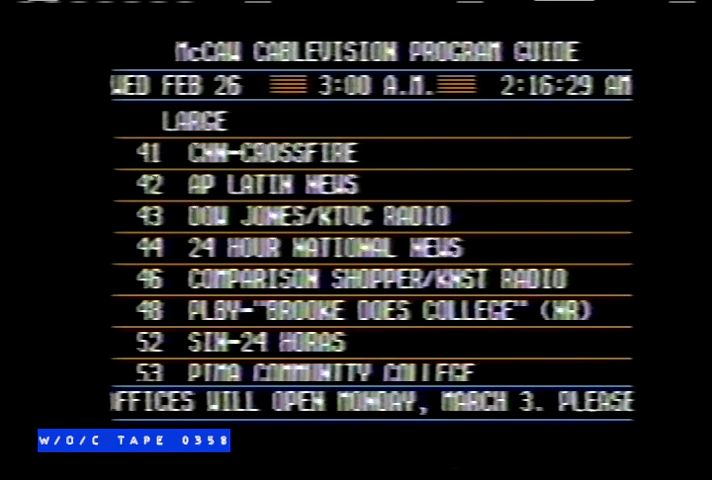 McCAW CABLEVISION PROGRAM GUIDE
WED FEB 26 3:00 A.M. 2:16:29 AM
LARGE
41 CNN-CROSSFIRE
42 AP LATIN NEWS
43 DOW JONES/KTUC RADIO
44 24 HOUR NATIONAL NEWS
46 COMPARISON SHOPPER/KNST RADIO
48 PLBY-"BROOKE DOES COLLEGE" (NR)
52 SIN-24 HORAS
53 PIMA COMMUNITY COLLEGE
OFFICES WILL OPEN MONDAY, MARCH 3. PLEASE
W/O/C TAPE 0358